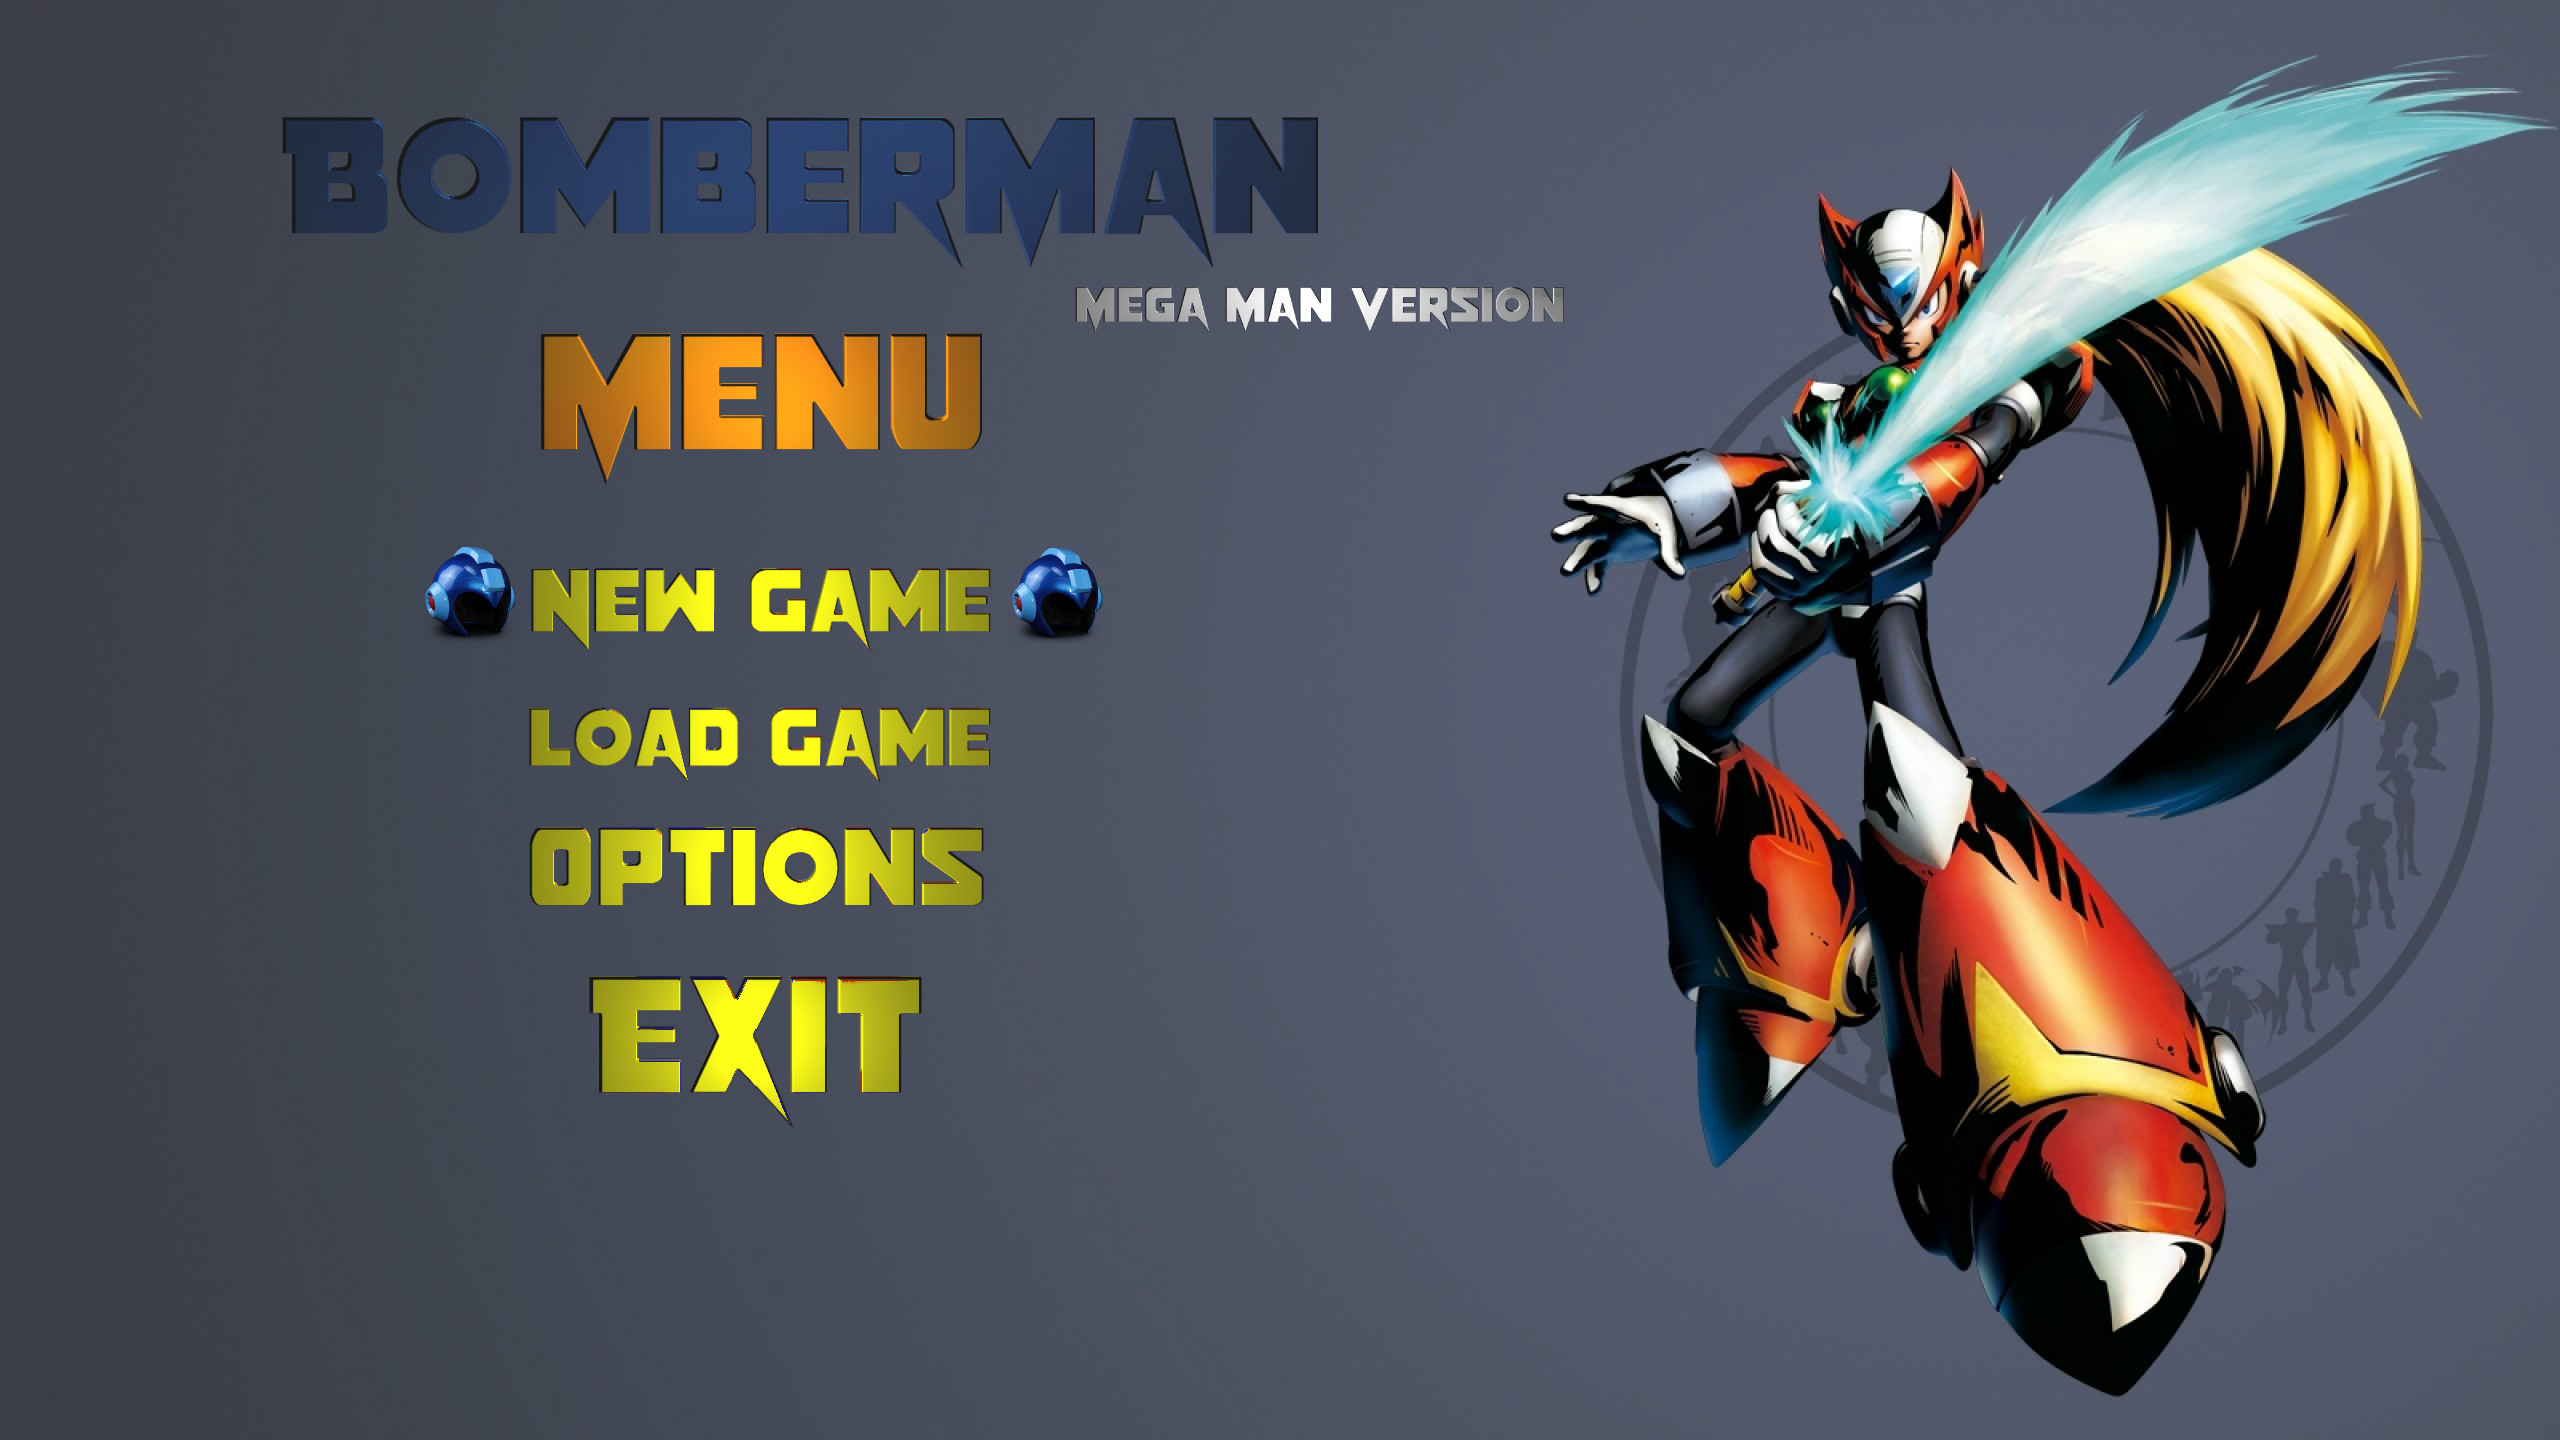 BOMBERMAN
MEGA MAN VERSION
MENU
NEW GAME
LOAD GAME
OPTIONS
EXIT